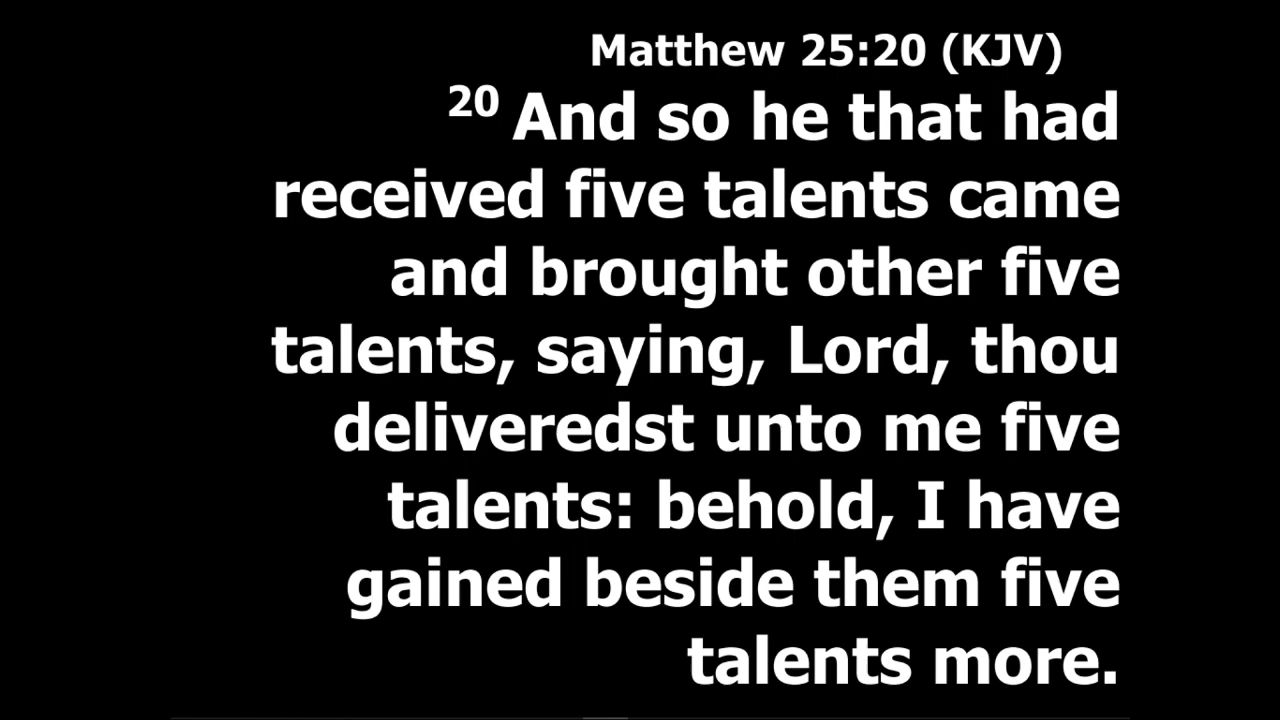 Matthew 25:20 (KJV)
20 And so he that had
received five talents came
and brought other five
talents, saying, Lord, thou
deliveredst unto me five
talents: behold, I have
gained beside them five
talents more.